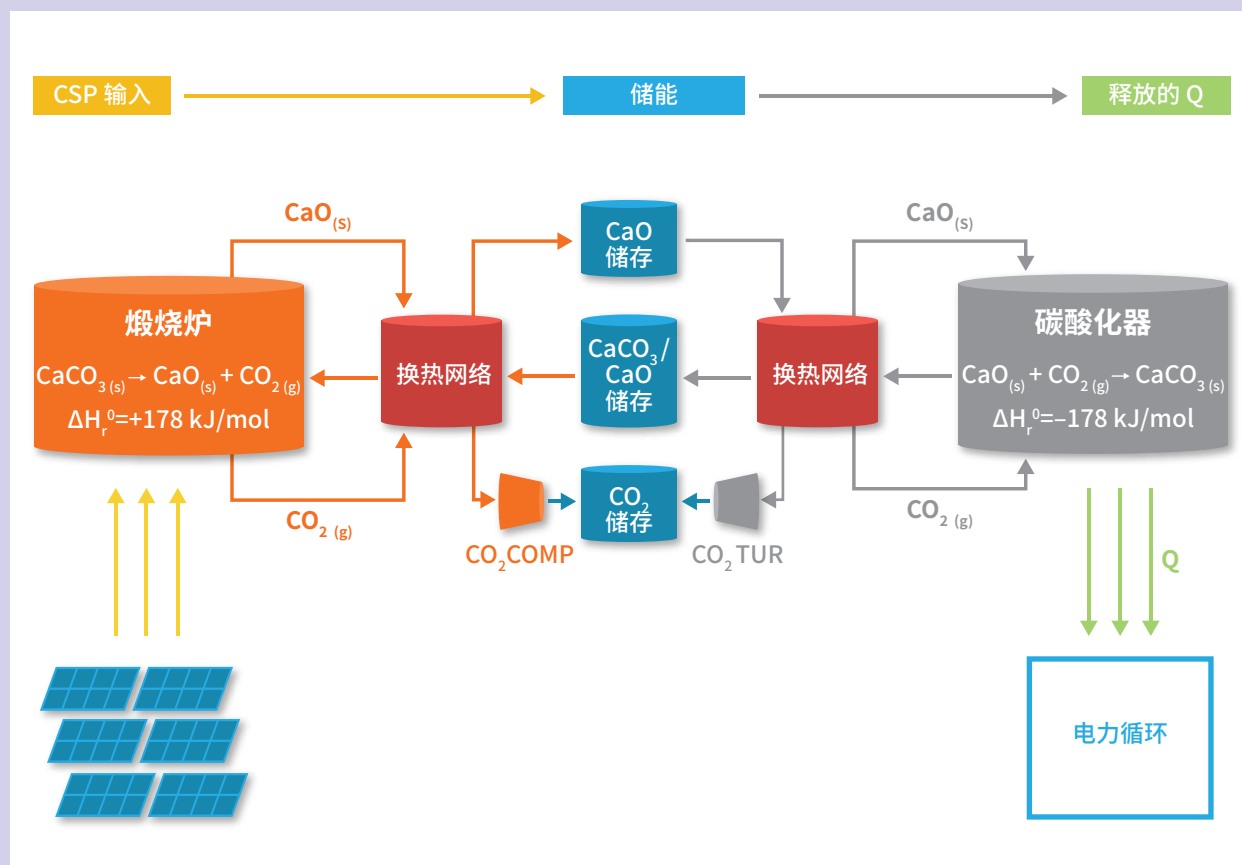 CSP 输入
储能
释放的 Q
CaO(S)
CaO
储存
CaO(S)
煅烧炉
CaCO3 (s)→ CaO(s) + CO2 (g)
ΔHr0=+178 kJ/mol
换热网络
CaCO3 /
CaO
储存
换热网络
碳酸化器
CaO(s) + CO2 (g)→ CaCO3 (s)
ΔHr0=–178 kJ/mol
CO2 (g)
CO2
储存
CO2 (g)
CO2COMP
CO2TUR
Q
电力循环